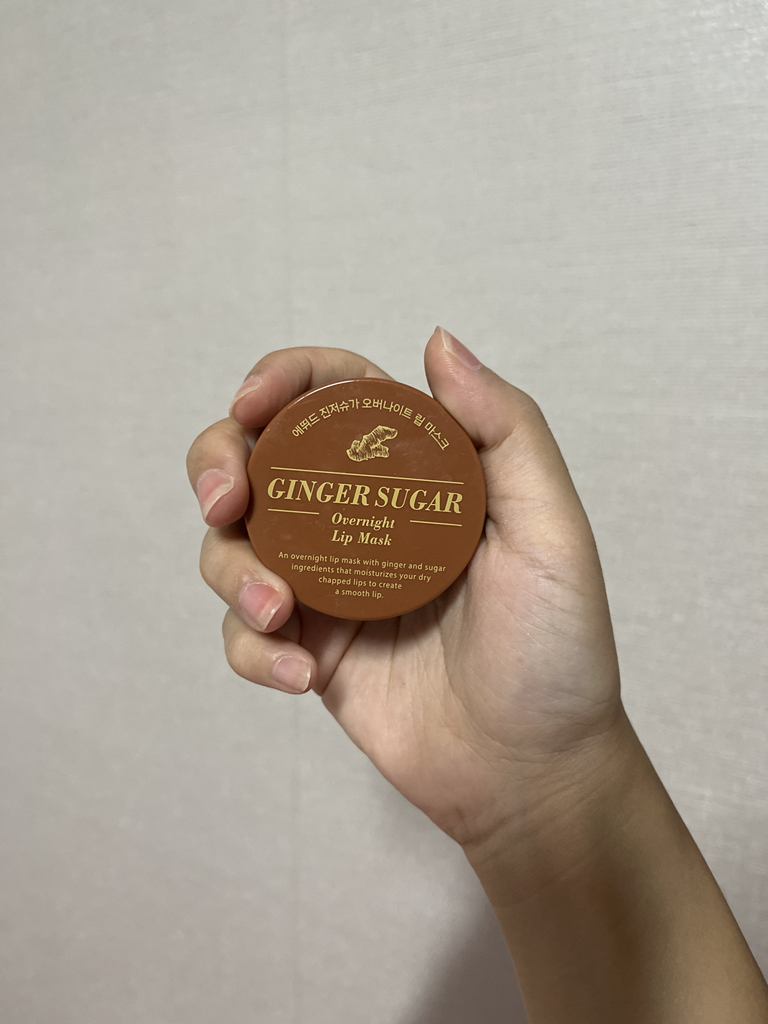 에뛰드 진저슈가 오버나이트 립 마스크
GINGER SUGAR
Overnight
Lip Mask
An overnight lip mask with ginger and sugar
ingredients that moisturizes your dry
chapped lips to create
a smooth lip.